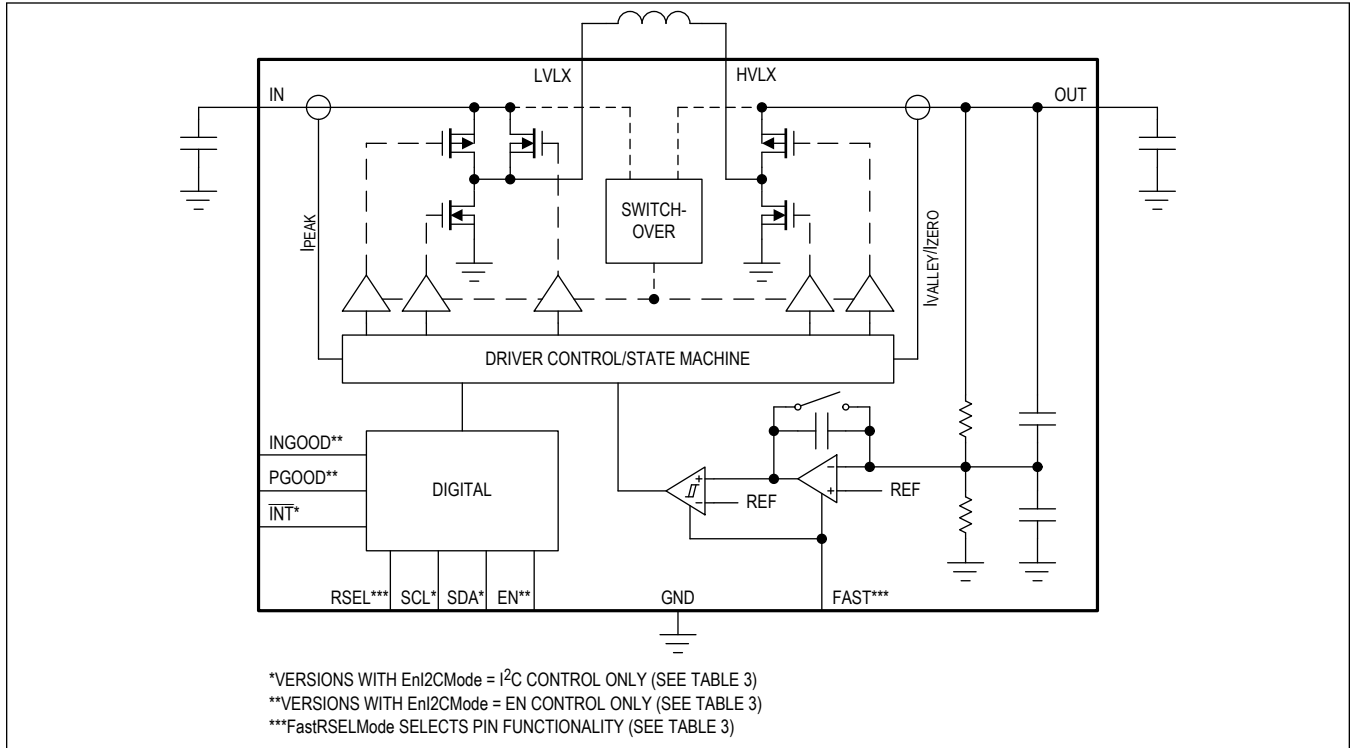 LVLX
HVLX
IN
OUT
SWITCH-
OVER
IPEAK
IVALLEY/IZERO
DRIVER CONTROL/STATE MACHINE
INGOOD**
PGOOD**
INT*
DIGITAL
+
-
REF
-
+
REF
RSEL***
SCL*
SDA*
EN**
GND
FAST***
*VERSIONS WITH EnI2CMode = I2C CONTROL ONLY (SEE TABLE 3)
**VERSIONS WITH EnI2CMode = EN CONTROL ONLY (SEE TABLE 3)
***FastRSELMode SELECTS PIN FUNCTIONALITY (SEE TABLE 3)